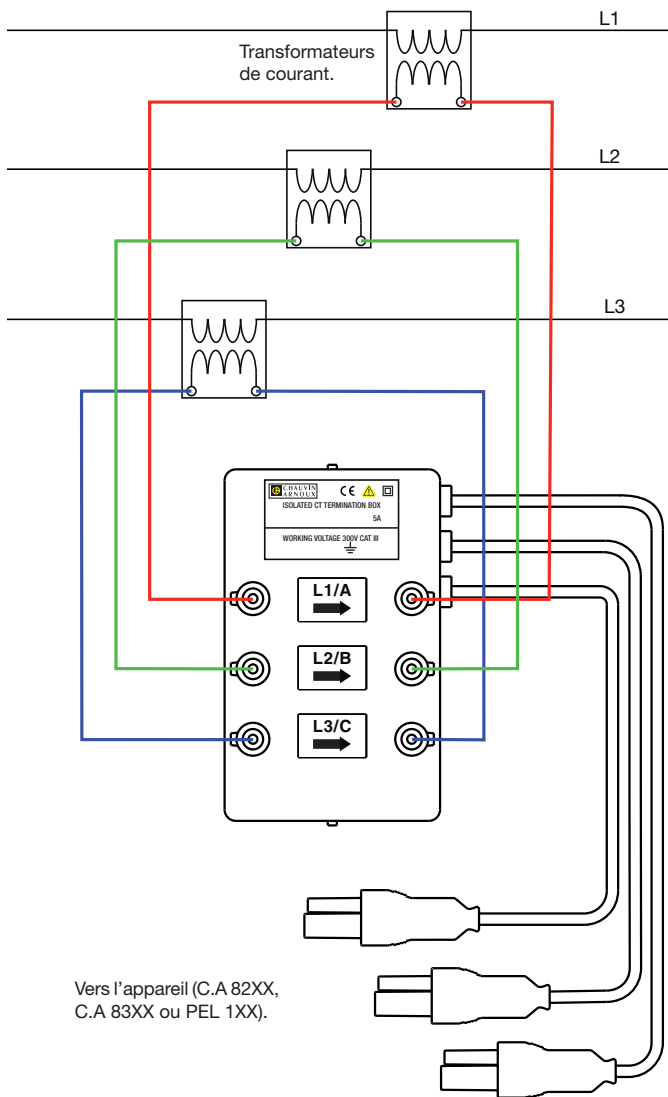 L1
Transformateurs
de courant.
L2
L3
CHAUVIN
ARNOUX
CE
ISOLATED CT TERMINATION BOX
5A
WORKING VOLTAGE 300V CAT III
L1/A
L2/B
L3/C
Vers l'appareil (C.A 82XX,
C.A 83XX ou PEL 1XX).